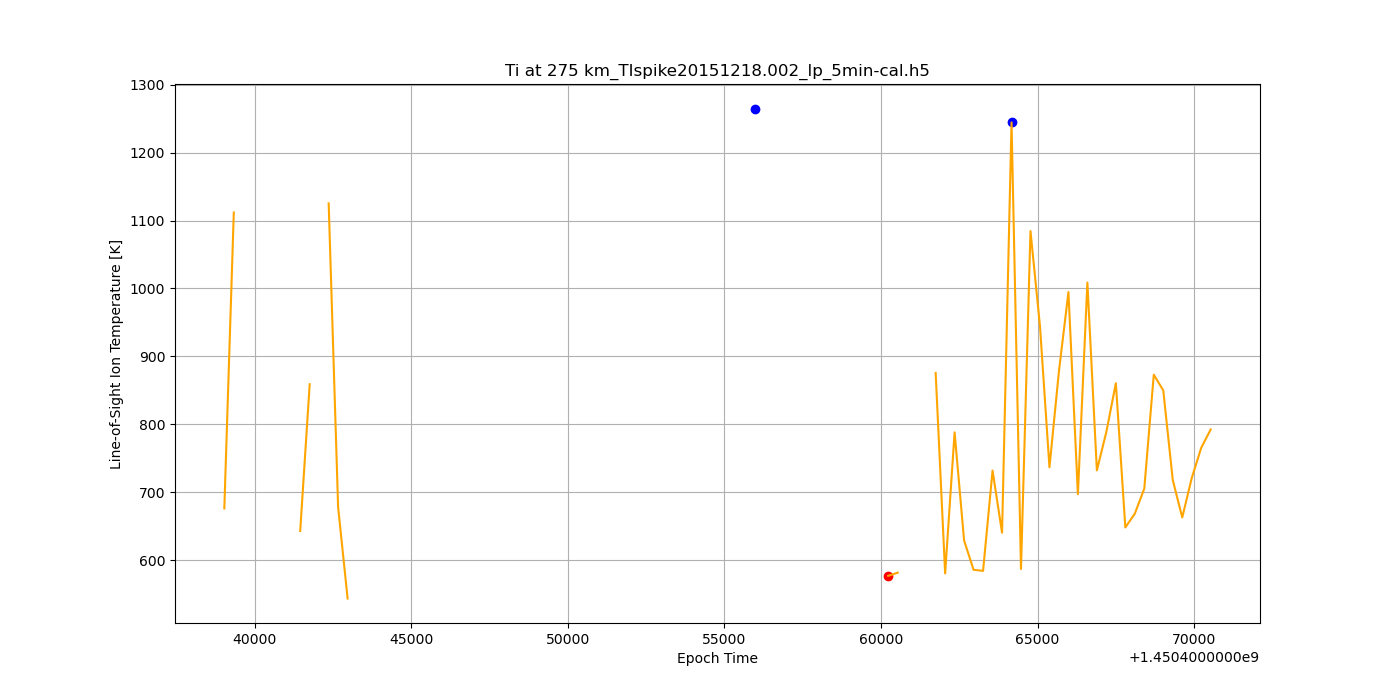 Ti at 275 km_TIspike20151218.002_lp_5min-cal.h5
Line-of-Sight Ion Temperature [K]
1300
1200
1100
1000
900
800
700
600
40000 45000 50000 55000 60000 65000 70000
Epoch Time
+1.4504000000e9